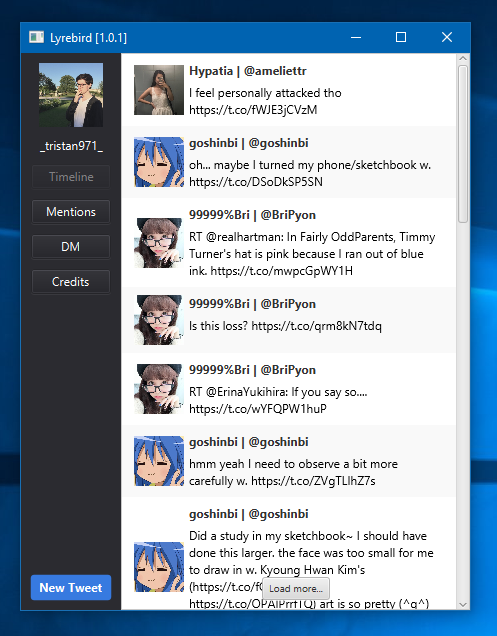 Lyrebird [1.0.1]
_tristan971_
Timeline
Mentions
DM
Credits
New Tweet
Hypatia | @ameliettr
I feel personally attacked tho
https://t.co/fWJE3jCVzM
goshinbi | @goshinbi
oh... maybe I turned my phone/sketchbook w.
https://t.co/DSoDkSP5SN
99999%Bri | @BriPyon
RT @realhartman: In Fairly OddParents, Timmy
Turner's hat is pink because I ran out of blue
ink. https://t.co/mwpcGpWY1H
99999%Bri | @BriPyon
Is this loss? https://t.co/qrm8kN7tdq
99999%Bri | @BriPyon
RT @ErinaYukihira: If you say so....
https://t.co/wYFQPW1huP
goshinbi | @goshinbi
hmm yeah I need to observe a bit more
carefully w. https://t.co/ZVgTLlhZ7s
goshinbi | @goshinbi
Did a study in my sketchbook~ I should have
done this larger. the face was too small for me
to draw in w. Kyoung Hwan Kim's
(https://t.co/f
Load more...
https://t.co/OPAlPrrfTQ) art is so pretty (^q^)